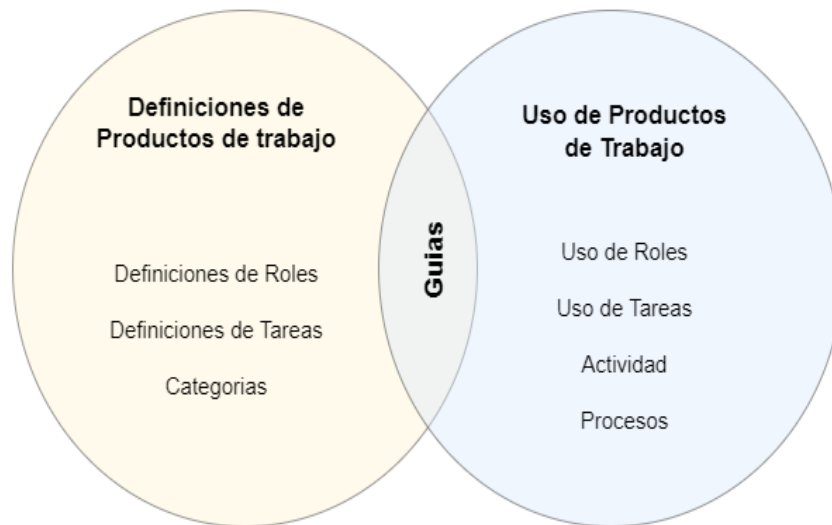 Definiciones de
Productos de trabajo
Definiciones de Roles
Definiciones de Tareas
Categorias
Guias
Uso de Productos
de Trabajo
Uso de Roles
Uso de Tareas
Actividad
Procesos